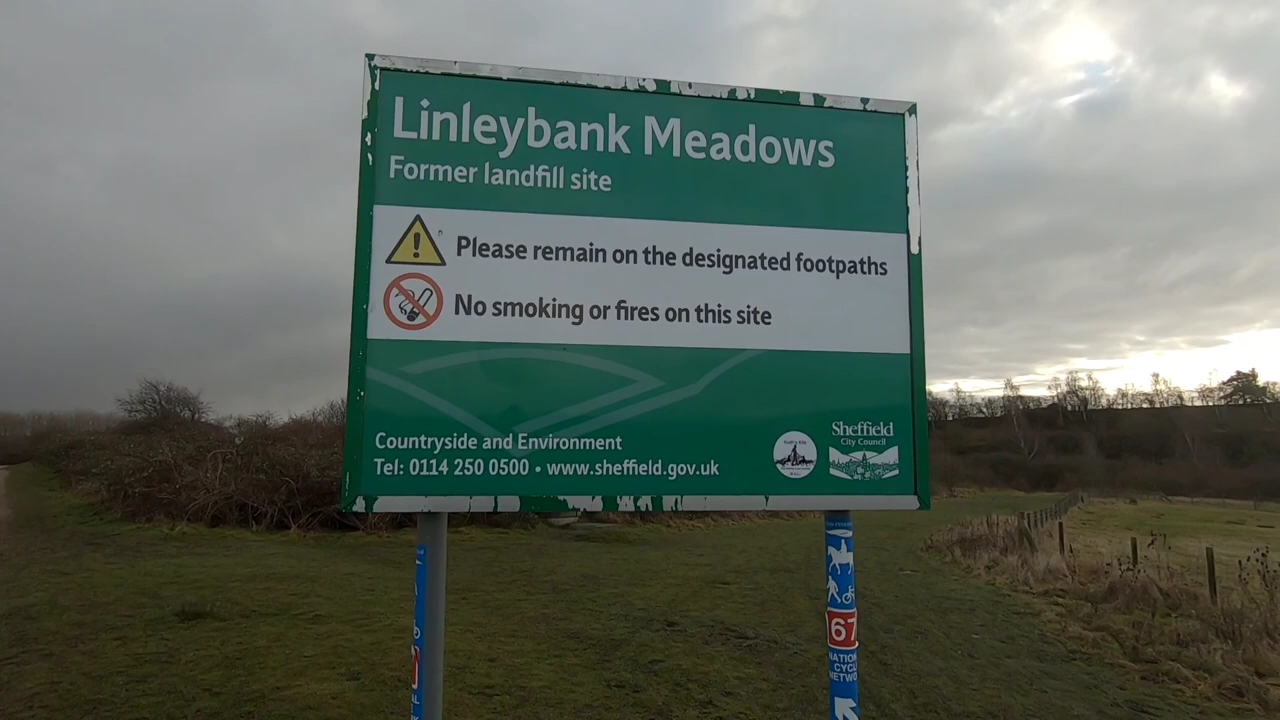 Linleybank Meadows
Former landfill site
Please remain on the designated footpaths
No smoking or fires on this site
Countryside and Environment
Tel: 0114 250 0500 • www.sheffield.gov.uk
Sheffield
City Council
67
NATION
CYCL
NETWO